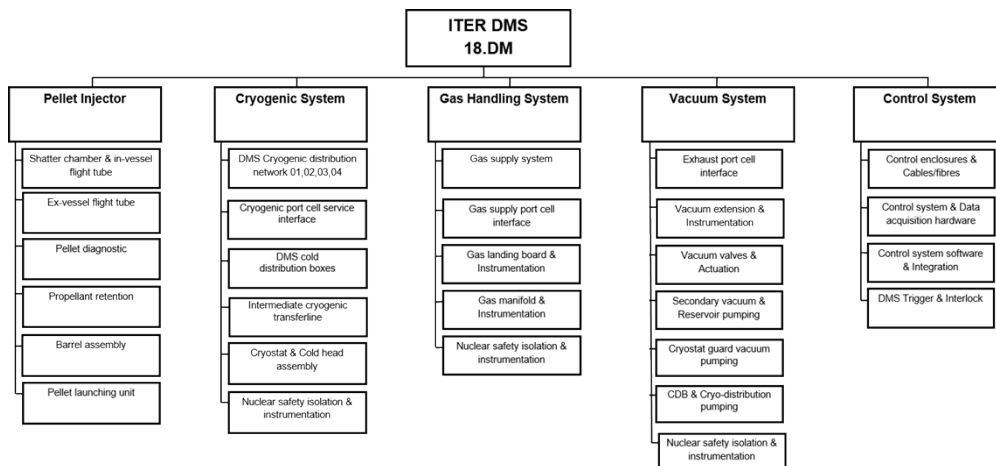 ITER DMS
18.DM
Pellet Injector
Shatter chamber & in-vessel
flight tube
Ex-vessel flight tube
Pellet diagnostic
Propellant retention
Barrel assembly
Pellet launching unit
Cryogenic System
DMS Cryogenic distribution
network 01,02,03,04
Cryogenic port cell service
interface
DMS cold
distribution boxes
Intermediate cryogenic
transferline
Cryostat & Cold head
assembly
Nuclear safety isolation &
instrumentation
Gas Handling System
Gas supply system
Gas supply port cell
interface
Gas landing board &
Instrumentation
Gas manifold &
Instrumentation
Nuclear safety isolation &
instrumentation
Vacuum System
Exhaust port cell
interface
Vacuum extension &
Instrumentation
Vacuum valves &
Actuation
Secondary vacuum &
Reservoir pumping
Cryostat guard vacuum
pumping
CDB & Cryo-distribution
pumping
Nuclear safety isolation &
instrumentation
Control System
Control enclosures &
Cables/fibres
Control system & Data
acquisition hardware
Control system software
& Integration
DMS Trigger & Interlock